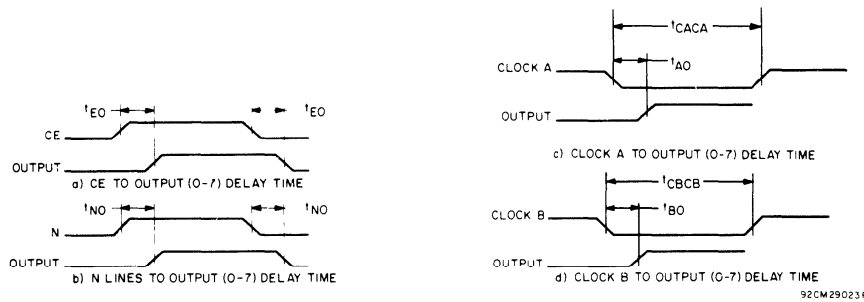 tEO
tEO
CE
OUTPUT
a) CE TO OUTPUT (0-7) DELAY TIME
tNO
tNO
N
OUTPUT
b) N LINES TO OUTPUT (0-7) DELAY TIME
tCACA
tAO
CLOCK A
OUTPUT
c) CLOCK A TO OUTPUT (0-7) DELAY TIME
tCBCB
tBO
CLOCK B
OUTPUT
d) CLOCK B TO OUTPUT (0-7) DELAY TIME